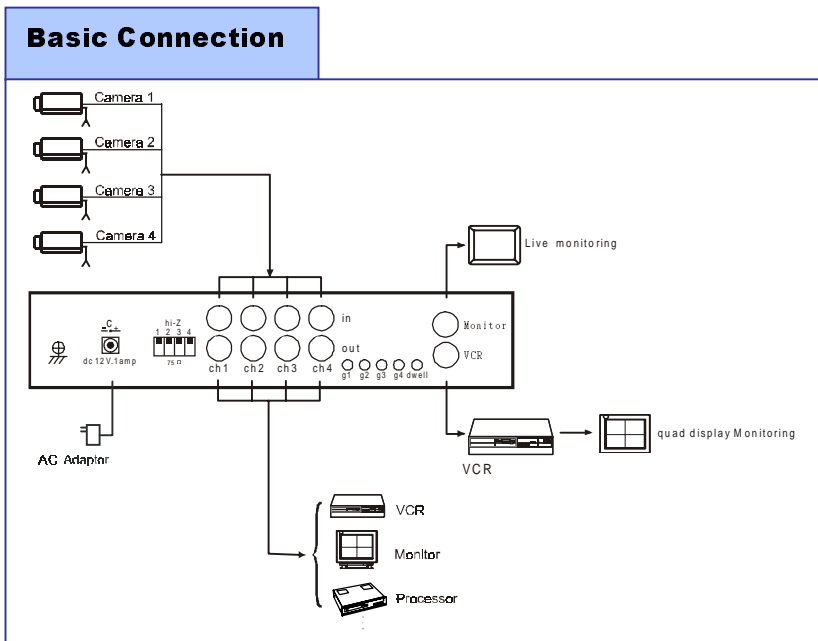 Basic Connection
Camera 1
Camera 2
Camera 3
Camera 4
Live monitoring
- C +
dc12V.1amp
hi-Z
1 2 3 4
75 Ω
in
out
ch1 ch2 ch3 ch4
g1 g2 g3 g4 dwell
Monitor
VCR
AC Adaptor
VCR
quad display Monitoring
VCR
Monitor
Processor